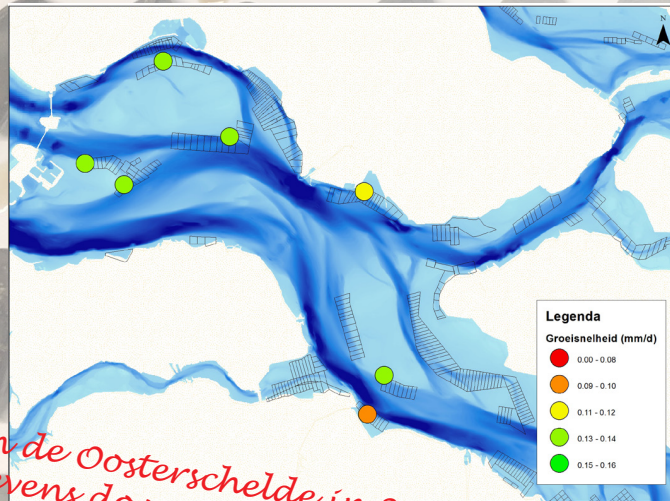 N
Legenda
Groeisnelheid (mm/d)
0.00 - 0.08
0.09 - 0.10
0.11 - 0.12
0.13 - 0.14
0.15 - 0.16
de Oosterschelde in